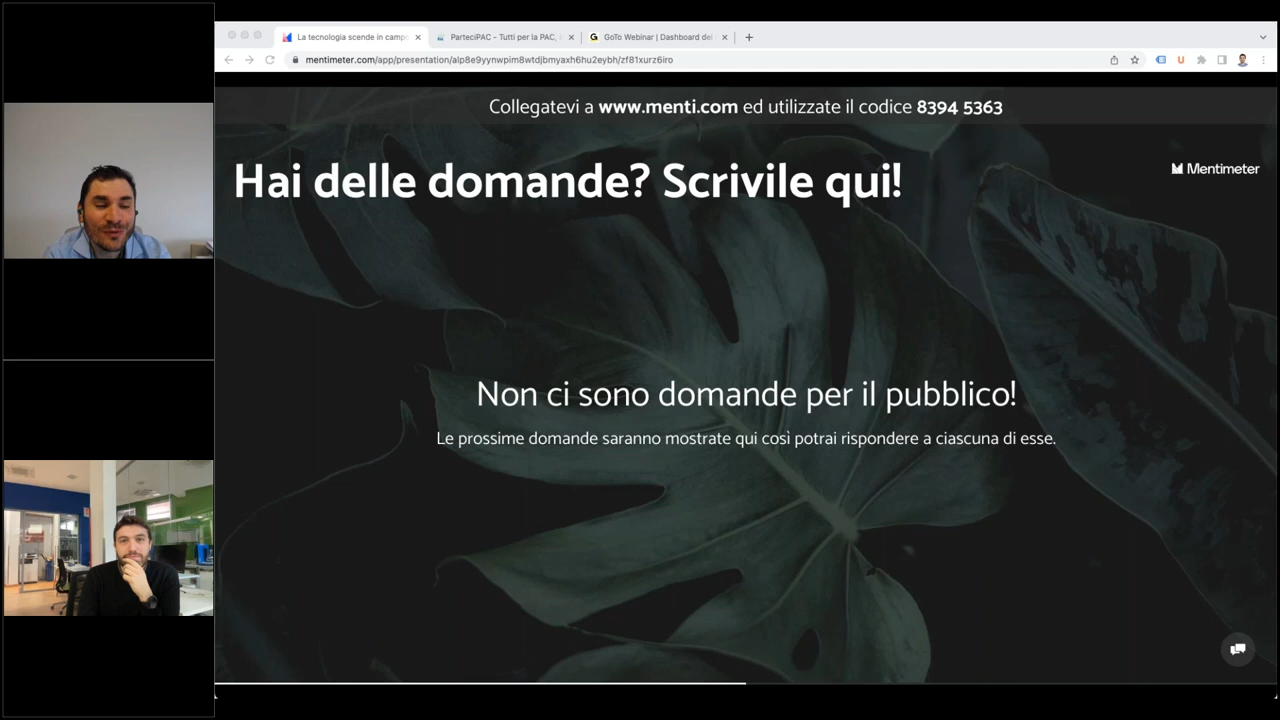 La tecnologia scende in campo
ParteciPAC - Tutti per la PAC,
GoTo Webinar | Dashboard del
mentimeter.com/app/presentation/alp8e9yynwpim8wtdjbmyaxh6hu2eybh/zf81xurz6iro
Collegatevi a www.menti.com ed utilizzate il codice 8394 5363
Hai delle domande? Scrivile qui!
Mentimeter
Non ci sono domande per il pubblico!
Le prossime domande saranno mostrate qui così potrai rispondere a ciascuna di esse.